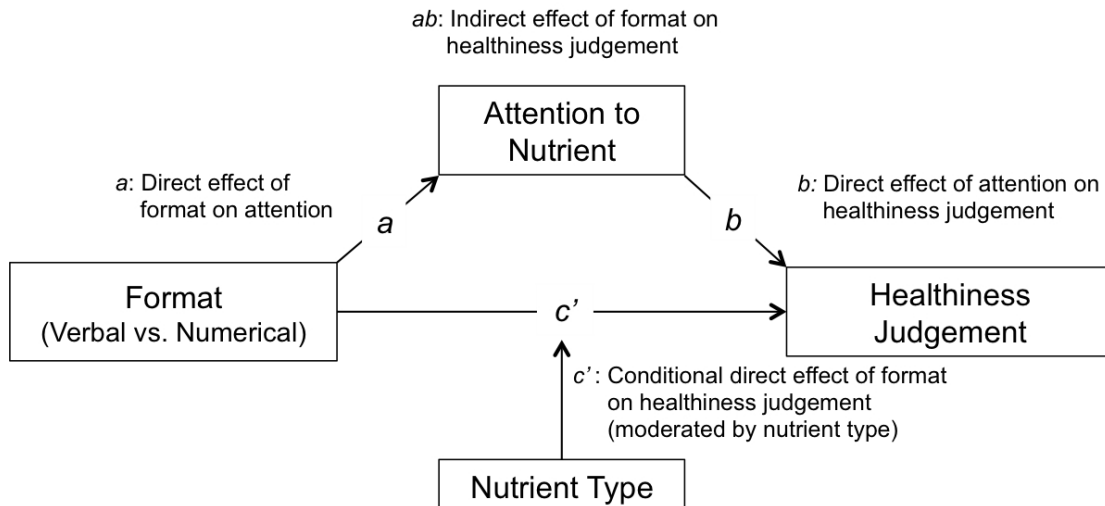 ab: Indirect effect of format on
healthiness judgement
Attention to
Nutrient
a: Direct effect of
format on attention
b: Direct effect of attention on
healthiness judgement
a
b
Format
(Verbal vs. Numerical)
c’
Healthiness
Judgement
c’ : Conditional direct effect of format
on healthiness judgement
(moderated by nutrient type)
Nutrient Type